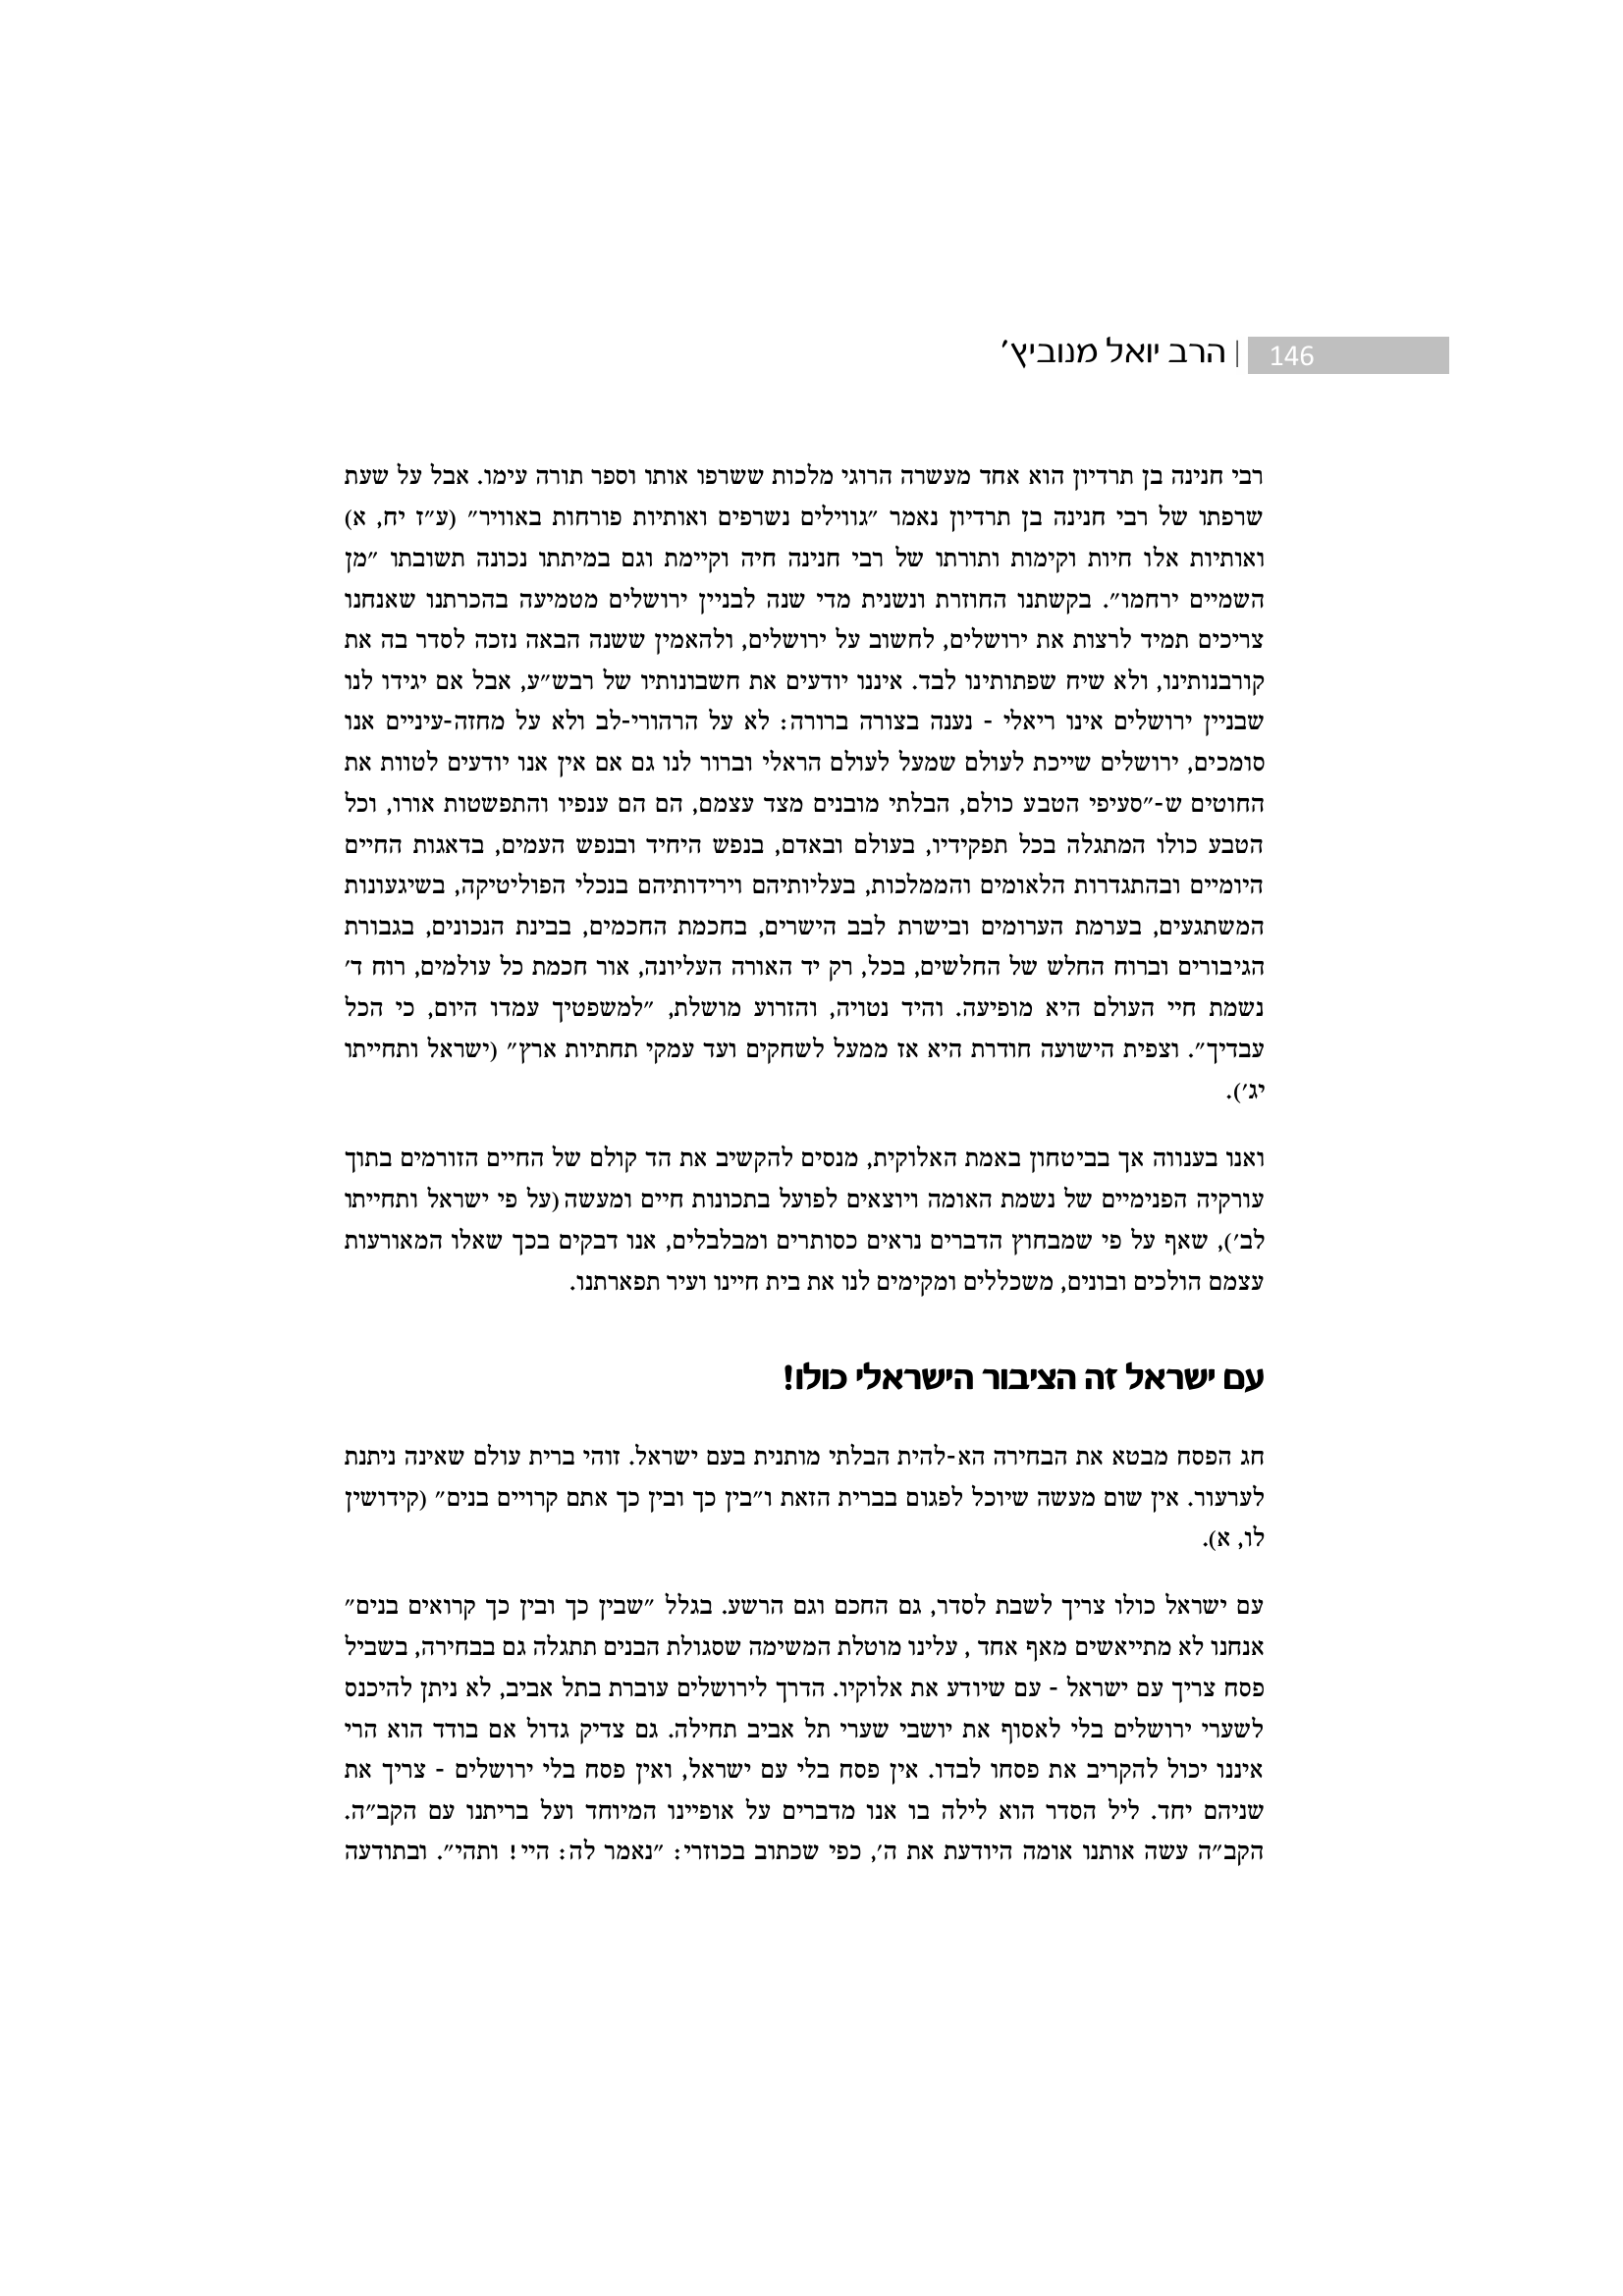 146 | הרב יואל מנוביץ׳
רבי חנינה בן תרדיון הוא אחד מעשרה הרוגי מלכות ששרפו אותו וספר תורה עימו. אבל על שעת
שרפתו של רבי חנינה בן תרדיון נאמר ״גווילים נשרפים ואותיות פורחות באוויר״ (ע״ז יח, א)
ואותיות אלו חיות וקימות ותורתו של רבי חנינה חיה וקיימת וגם במיתתו נכונה תשובתו ״מן
השמיים ירחמו״. בקשתנו החוזרת ונשנית מדי שנה לבניין ירושלים מטמיעה בהכרתנו שאנחנו
צריכים תמיד לרצות את ירושלים, לחשוב על ירושלים, ולהאמין ששנה הבאה נזכה לסדר בה את
קורבנותינו, ולא שיח שפתותינו לבד. איננו יודעים את חשבונותיו של רבש״ע, אבל אם יגידו לנו
שבניין ירושלים אינו ריאלי - נענה בצורה ברורה: לא על הרהורי-לב ולא על מחזה-עיניים אנו
סומכים, ירושלים שייכת לעולם שמעל לעולם הראלי וברור לנו גם אם אין אנו יודעים לטוות את
החוטים ש-״סעיפי הטבע כולם, הבלתי מובנים מצד עצמם, הם הם ענפיו והתפשטות אורו, וכל
הטבע כולו המתגלה בכל תפקידיו, בעולם ובאדם, בנפש היחיד ובנפש העמים, בדאגות החיים
היומיים ובהתגדרות הלאומים והממלכות, בעליותיהם וירידותיהם בנכלי הפוליטיקה, בשיגעונות
המשתגעים, בערמת הערומים ובישרת לבב הישרים, בחכמת החכמים, בבינת הנכונים, בגבורת
הגיבורים וברוח החלש של החלשים, בכל, רק יד האורה העליונה, אור חכמת כל עולמים, רוח ד׳
נשמת חיי העולם היא מופיעה. והיד נטויה, והזרוע מושלת, ״למשפטיך עמדו היום, כי הכל
עבדיך״. וצפית הישועה חודרת היא אז ממעל לשחקים ועד עמקי תחתיות ארץ״ (ישראל ותחייתו
יג׳).
ואנו בענווה אך בביטחון באמת האלוקית, מנסים להקשיב את הד קולם של החיים הזורמים בתוך
עורקיה הפנימיים של נשמת האומה ויוצאים לפועל בתכונות חיים ומעשה (על פי ישראל ותחייתו
לב׳), שאף על פי שמבחוץ הדברים נראים כסותרים ומבלבלים, אנו דבקים בכך שאלו המאורעות
עצמם הולכים ובונים, משכללים ומקימים לנו את בית חיינו ועיר תפארתנו.
עם ישראל זה הציבור הישראלי כולו!
חג הפסח מבטא את הבחירה הא-להית הבלתי מותנית בעם ישראל. זוהי ברית עולם שאינה ניתנת
לערעור. אין שום מעשה שיוכל לפגום בברית הזאת ו״בין כך ובין כך אתם קרויים בנים״ (קידושין
לו, א).
עם ישראל כולו צריך לשבת לסדר, גם החכם וגם הרשע. בגלל ״שבין כך ובין כך קרואים בנים״
אנחנו לא מתייאשים מאף אחד , עלינו מוטלת המשימה שסגולת הבנים תתגלה גם בבחירה, בשביל
פסח צריך עם ישראל - עם שיודע את אלוקיו. הדרך לירושלים עוברת בתל אביב, לא ניתן להיכנס
לשערי ירושלים בלי לאסוף את יושבי שערי תל אביב תחילה. גם צדיק גדול אם בודד הוא הרי
איננו יכול להקריב את פסחו לבדו. אין פסח בלי עם ישראל, ואין פסח בלי ירושלים - צריך את
שניהם יחד. ליל הסדר הוא לילה בו אנו מדברים על אופיינו המיוחד ועל בריתנו עם הקב״ה.
הקב״ה עשה אותנו אומה היודעת את ה׳, כפי שכתוב בכוזרי: ״נאמר לה: היי! ותהי״. ובתודעה